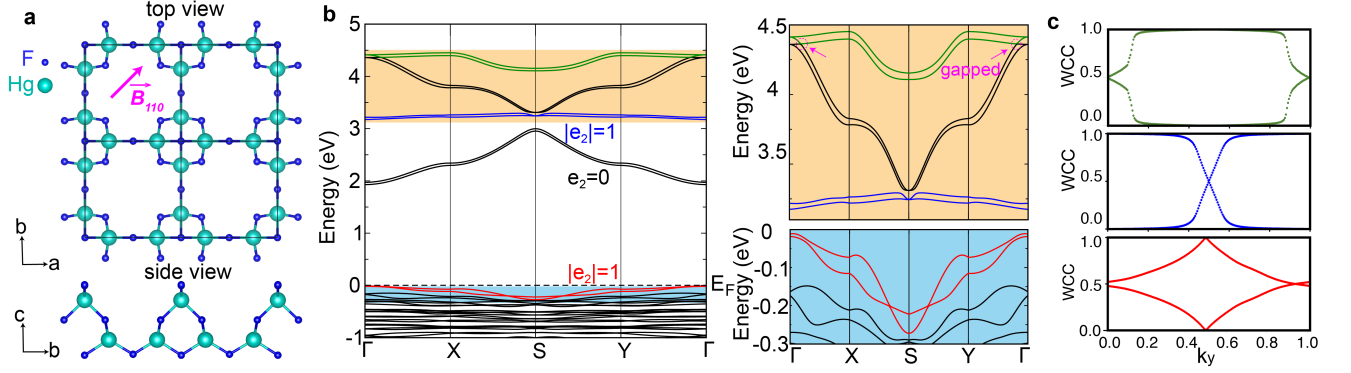 a
top view
F
Hg
B110
b
a
side view
c
b
b
5
4
3
2
1
0
-1
Energy (eV)
|e2|=1
e2=0
|e2|=1
EF
Γ X S Y Γ
4.5
4
3.5
Energy (eV)
gapped
0
-0.1
-0.2
-0.3
Energy (eV)
Γ X S Y Γ
c
1.0
0.5
0.0
WCC
1.0
0.5
0.0
WCC
1.0
0.5
0.0
WCC
0.0 0.2 0.4 0.6 0.8 1.0
ky